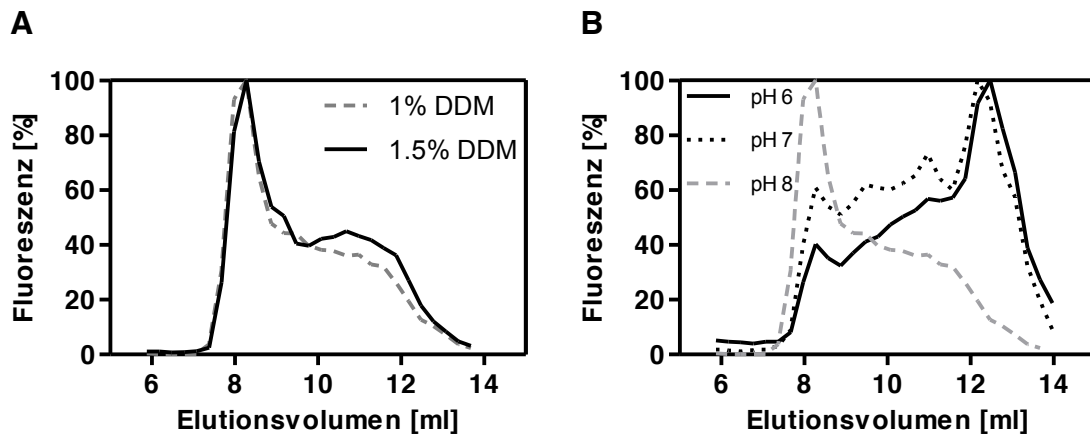 A
Fluoreszenz [%]
100
80
60
40
20
0
1% DDM
1.5% DDM
6
8
10
12
14
Elutionsvolumen [ml]
B
Fluoreszenz [%]
100
80
60
40
20
0
pH 6
pH 7
pH 8
6
8
10
12
14
Elutionsvolumen [ml]